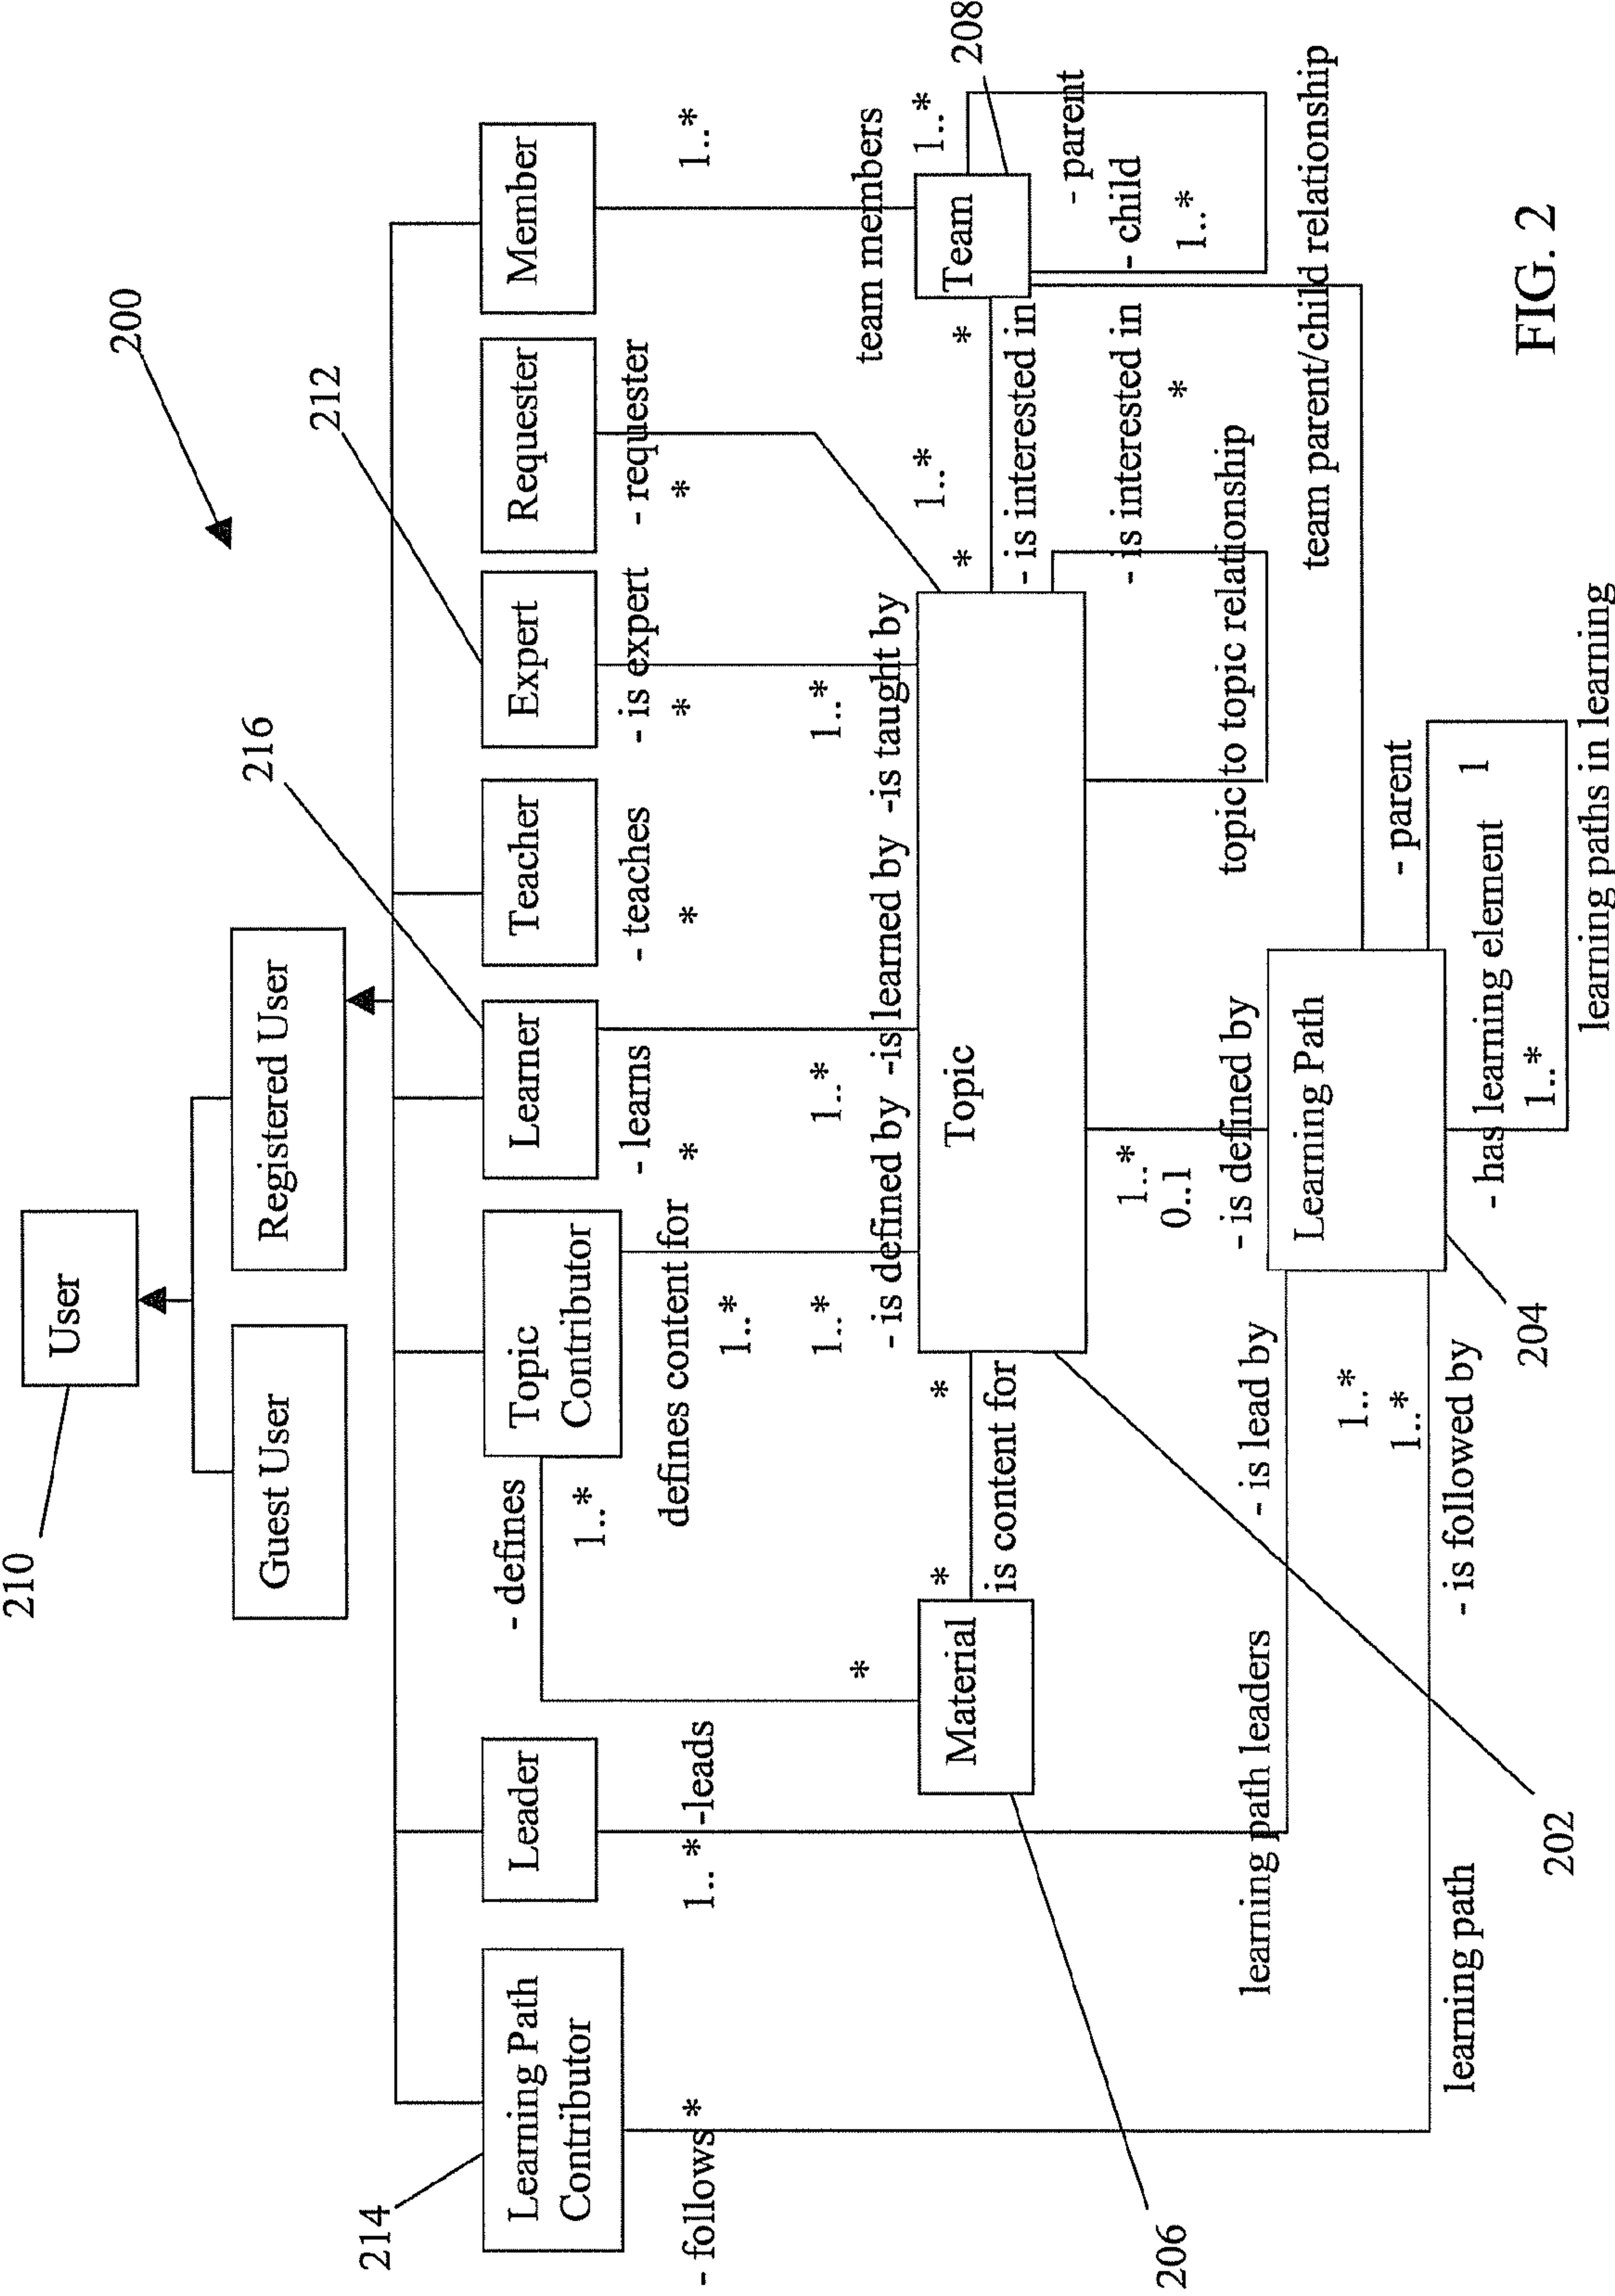 200
210
User
Guest User
Registered User
216
212
214
Learning Path
Contributor
Leader
Topic
Contributor
Learner
Teacher
Expert
Requester
Member
- follows *
1.. * -leads
- defines
1..*
defines content for
1..*
- learns
*
- teaches
*
- is expert
*
- requester
*
1..*
*
1..*
1..*
1..*
team members
- is defined by -is learned by -is taught by
Material
*
*
is content for
Topic
*
1..*
*
- is interested in
Team
1..*
208
- parent
- child
1..*
- is interested in
*
1..*
0..1
- is defined by
topic to topic relationship
team parent/child relationship
learning path leaders
- is lead by
1..*
1..*
Learning Path
- parent
1
- has learning element
1..*
learning paths in learning
learning path
- is followed by
206
202
204
FIG. 2